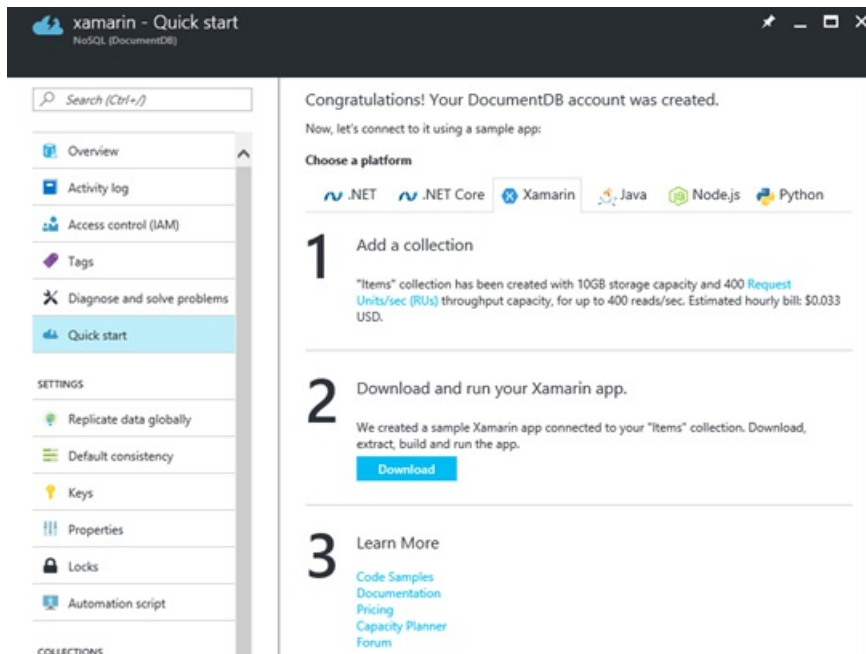 xamarin - Quick start
NoSQL (DocumentDB)
Search (Ctrl+/)
Overview
Activity log
Access control (IAM)
Tags
Diagnose and solve problems
Quick start
SETTINGS
Replicate data globally
Default consistency
Keys
Properties
Locks
Automation script
COLLECTIONS
Congratulations! Your DocumentDB account was created.
Now, let's connect to it using a sample app:
Choose a platform
.NET .NET Core Xamarin Java Node.js Python
1 Add a collection
"Items" collection has been created with 10GB storage capacity and 400 Request
Units/sec (RUs) throughput capacity, for up to 400 reads/sec. Estimated hourly bill: $0.033
USD.
2 Download and run your Xamarin app.
We created a sample Xamarin app connected to your "Items" collection. Download,
extract, build and run the app.
Download
3 Learn More
Code Samples
Documentation
Pricing
Capacity Planner
Forum